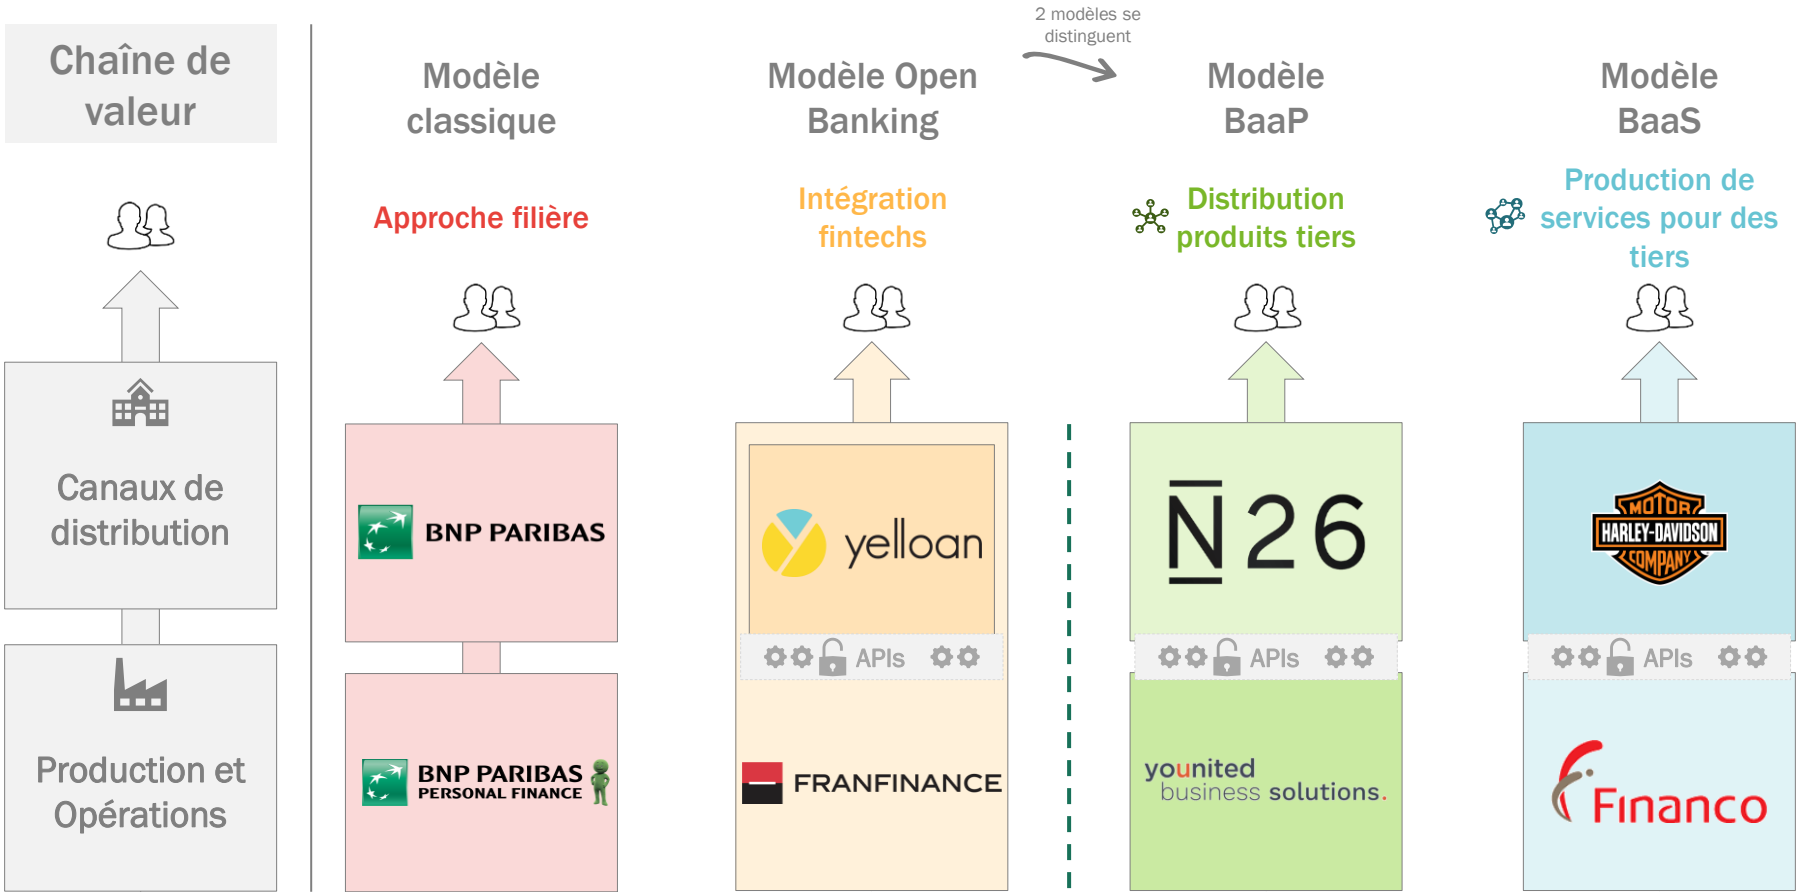 Chaîne de
valeur
Canaux de
distribution
Production et
Opérations
Modèle
classique
Approche filière
BNP PARIBAS
BNP PARIBAS
PERSONAL FINANCE
Modèle Open
Banking
Intégration
fintechs
yelloan
APIs
FRANFINANCE
2 modèles se
distinguent
Modèle
BaaP
Distribution
produits tiers
N26
APIs
younited
business solutions.
Modèle
BaaS
Production de
services pour des
tiers
MOTOR
HARLEY-DAVIDSON
COMPANY
APIs
Financo